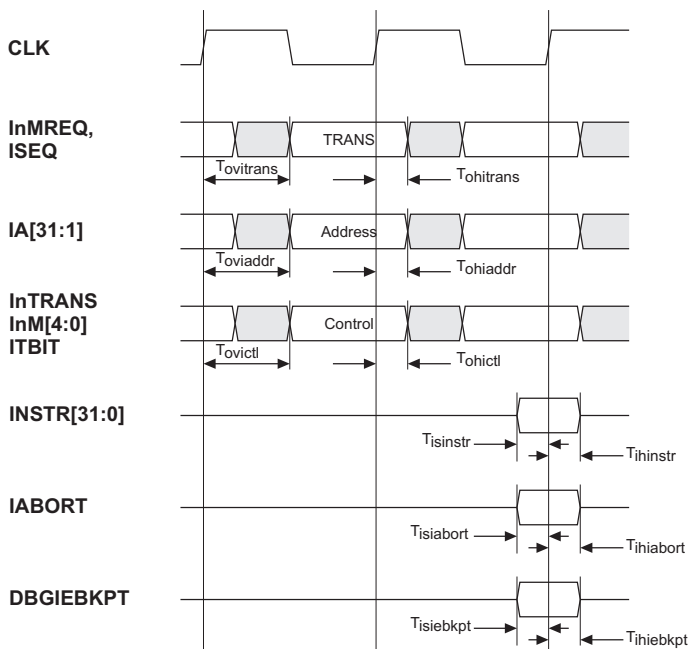 CLK
InMREQ,
ISEQ
TRANS
Tovitrans
Tohitrans
IA[31:1]
Address
Toviaddr
Tohiaddr
InTRANS
InM[4:0]
ITBIT
Control
Tovictl
Tohictl
INSTR[31:0]
Tisinstr
Tihinstr
IABORT
Tisiabort
Tihiabort
DBGIEBKPT
Tisiebkpt
Tihiebkpt